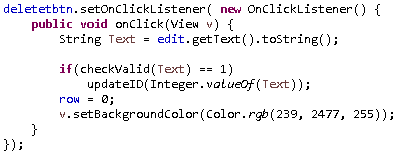 deletetbtn.setOnClickListener( new OnClickListener() {
    public void onClick(View v) {
        String Text = edit.getText().toString();

        if(checkValid(Text) == 1)
            updateID(Integer.valueOf(Text));
        row = 0;
        v.setBackgroundColor(Color.rgb(239, 2477, 255));
    }
});